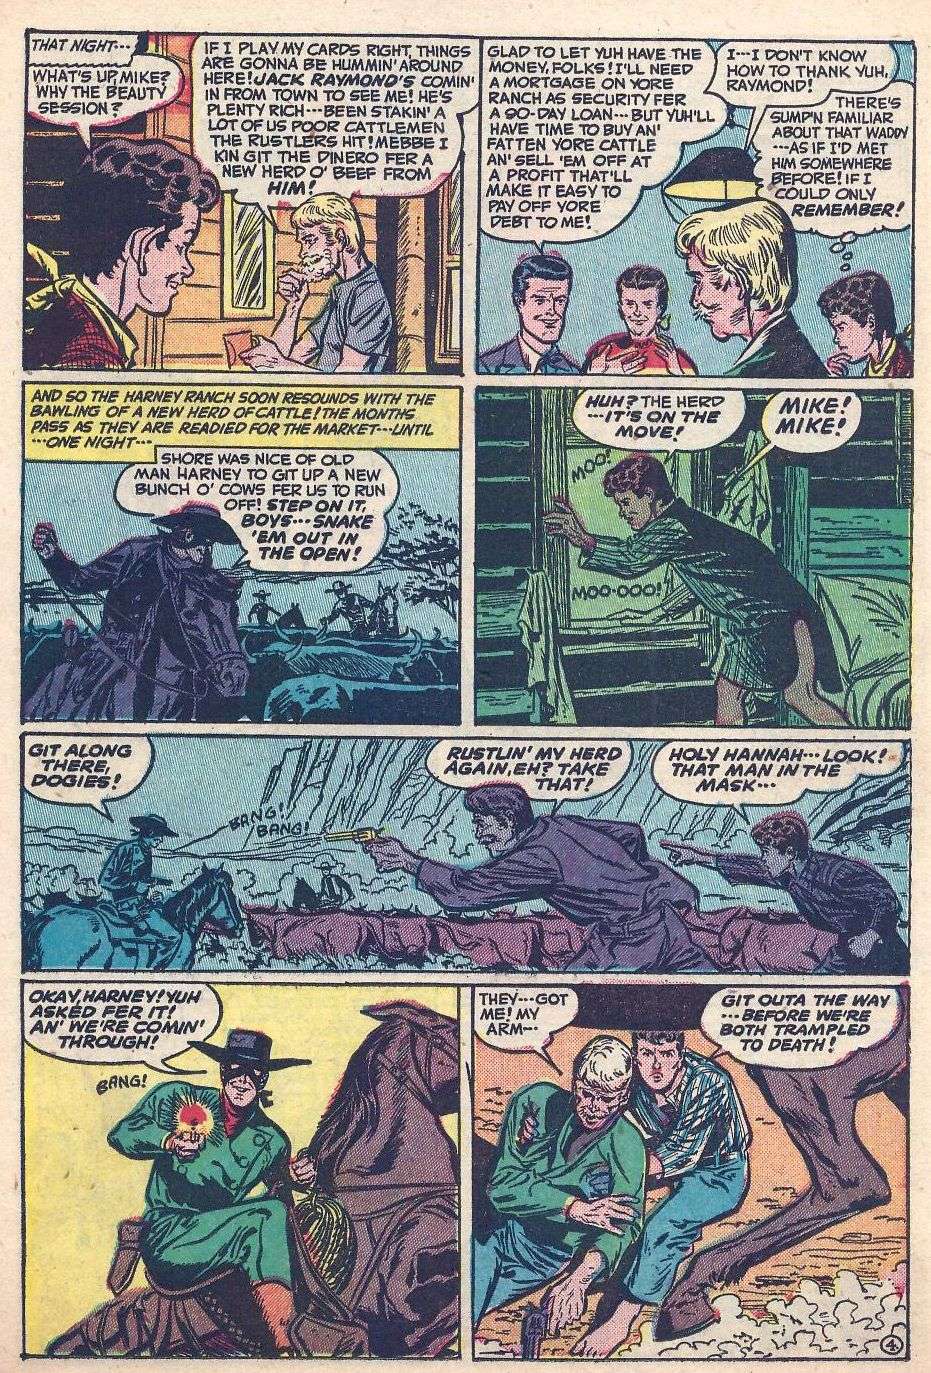 THAT NIGHT---
WHAT'S UP, MIKE?
WHY THE BEAUTY
SESSION?
IF I PLAY MY CARDS RIGHT, THINGS
ARE GONNA BE HUMMIN' AROUND
HERE! JACK RAYMOND'S COMIN'
IN FROM TOWN TO SEE ME! HE'S
PLENTY RICH---BEEN STAKIN' A
LOT OF US POOR CATTLEMEN
THE RUSTLERS HIT! MEBBE I
KIN GIT THE DINERO FER A
NEW HERD O' BEEF FROM
HIM!
GLAD TO LET YUH HAVE THE
MONEY, FOLKS! I'LL NEED
A MORTGAGE ON YORE
RANCH AS SECURITY FER
A 90-DAY LOAN---BUT YUH'LL
HAVE TIME TO BUY AN'
FATTEN YORE CATTLE
AN' SELL 'EM OFF AT
A PROFIT THAT'LL
MAKE IT EASY TO
PAY OFF YORE
DEBT TO ME!
I---I DON'T KNOW
HOW TO THANK YUH,
RAYMOND!
THERE'S
SUMP'N FAMILIAR
ABOUT THAT WADDY
---AS IF I'D MET
HIM SOMEWHERE
BEFORE! IF I
COULD ONLY
REMEMBER!
AND SO THE HARNEY RANCH SOON RESOUNDS WITH THE
BAWLING OF A NEW HERD OF CATTLE! THE MONTHS
PASS AS THEY ARE READIED FOR THE MARKET---UNTIL
---ONE NIGHT---
SHORE WAS NICE OF OLD
MAN HARNEY TO GIT UP A NEW
BUNCH O' COWS FER US TO RUN
OFF! STEP ON IT,
BOYS---SNAKE
'EM OUT IN
THE OPEN!
HUH? THE HERD
---IT'S ON THE
MOVE!
MIKE!
MIKE!
MOO!
MOO-OOO!
GIT ALONG
THERE,
DOGIES!
BANG!
BANG!
RUSTLIN' MY HERD
AGAIN, EH? TAKE
THAT!
HOLY HANNAH---LOOK!
THAT MAN IN THE
MASK---
OKAY, HARNEY! YUH
ASKED FER IT!
AN' WE'RE COMIN'
THROUGH!
BANG!
THEY---GOT
ME! MY
ARM--
GIT OUTA THE WAY
---BEFORE WE'RE
BOTH TRAMPLED
TO DEATH!
4